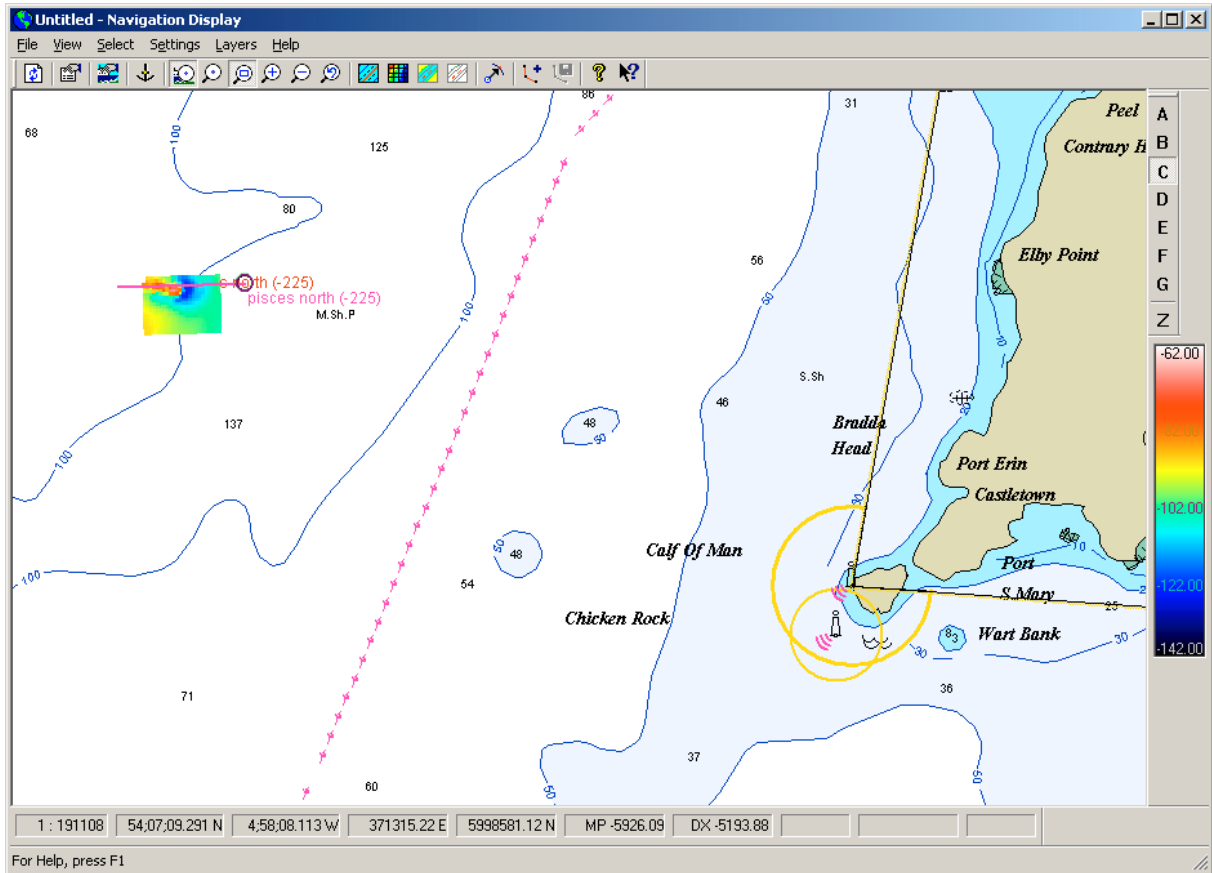 Untitled - Navigation Display
File View Select Settings Layers Help
86
31
68
100
125
Peel
Contrary H
80
56
Elby Point
50
s north (-225)
pisces north (-225)
M.Sh.P
100
10
S.Sh
46
20
48
50
137
Bradda
Head
100
Port Erin
Castletown
30
50
48
Calf Of Man
10
100
54
Port
S.Mary
25
Chicken Rock
8₃
Wart Bank
30
30
71
36
37
60
50
50
A
B
C
D
E
F
G
Z
-62.00
-82.00
-102.00
-122.00
-142.00
1 : 191108 54;07;09.291 N 4;58;08.113 W 371315.22 E 5998581.12 N MP -5926.09 DX -5193.88
For Help, press F1